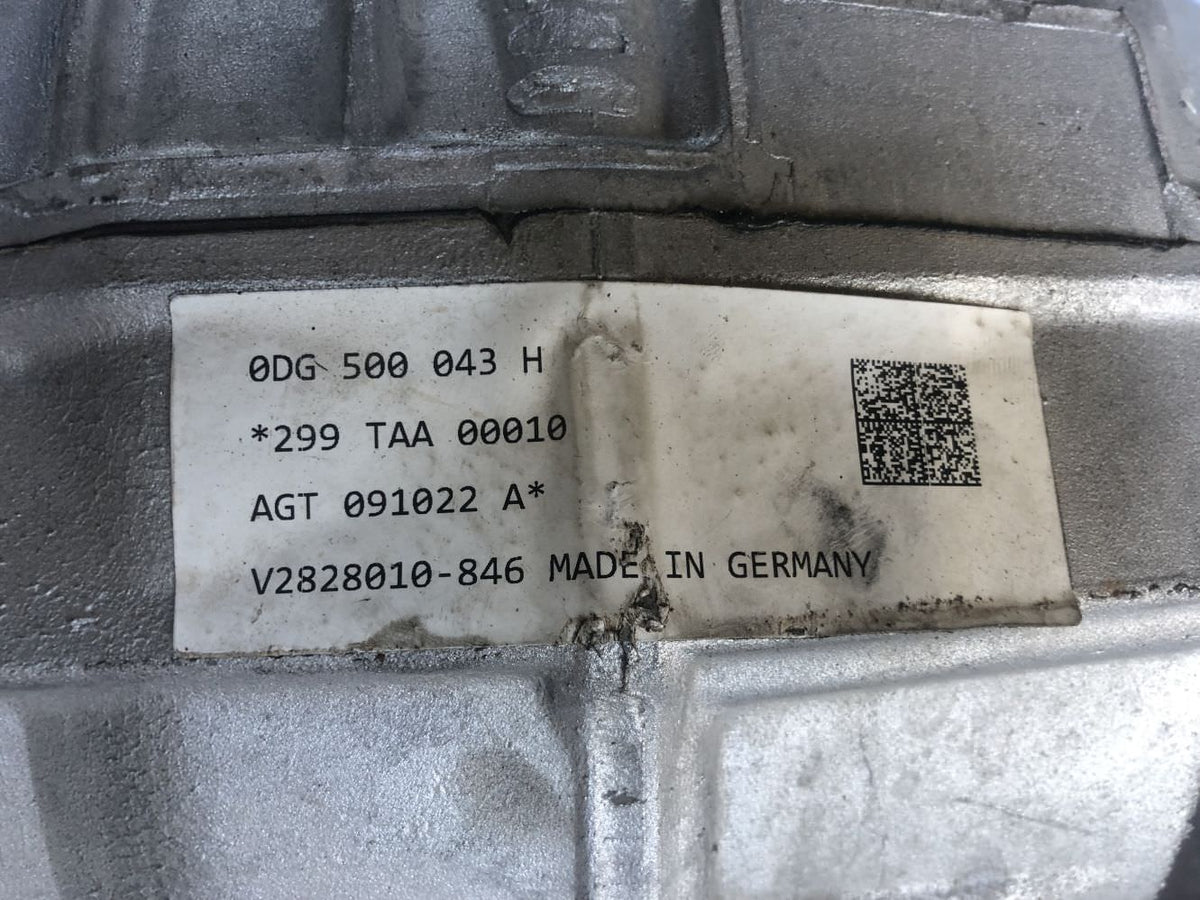 0DG 500 043 H
*299 TAA 00010
AGT 091022 A*
V2828010-846 MADE IN GERMANY